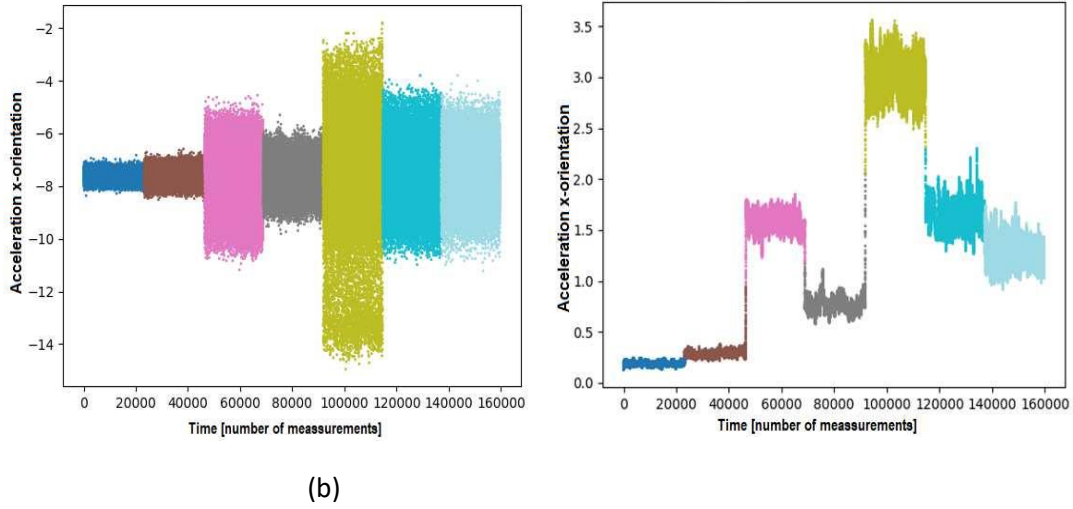 Acceleration x-orientation
−2
−4
−6
−8
−10
−12
−14
0 20000 40000 60000 80000 100000 120000 140000 160000
Time [number of meassurements]
Acceleration x-orientation
3.5
3.0
2.5
2.0
1.5
1.0
0.5
0.0
0 20000 40000 60000 80000 100000 120000 140000 160000
Time [number of meassurements]
(b)